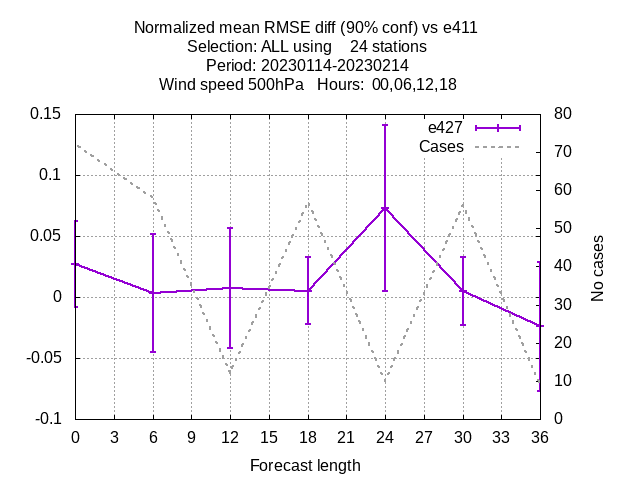 Normalized mean RMSE diff (90% conf) vs e411
Selection: ALL using    24 stations
Period: 20230114-20230214
Wind speed 500hPa   Hours:  00,06,12,18
0.15
0.1
0.05
0
-0.05
-0.1
80
70
60
50
40
30
20
10
0
e427
Cases
No cases
0 3 6 9 12 15 18 21 24 27 30 33 36
Forecast length